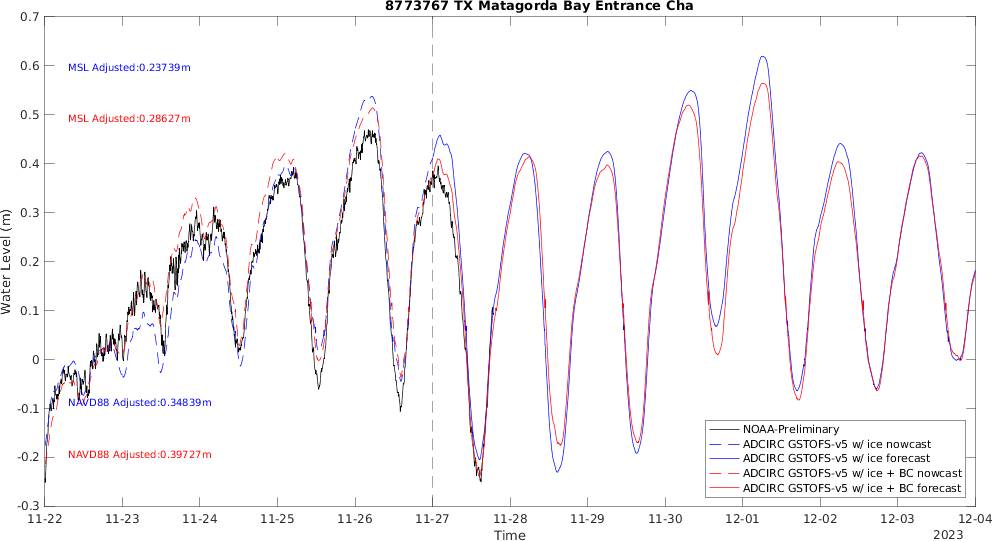 8773767 TX Matagorda Bay Entrance Cha
0.7
0.6
0.5
0.4
0.3
0.2
0.1
0
-0.1
-0.2
-0.3
Water Level (m)
MSL Adjusted:0.23739m
MSL Adjusted:0.28627m
NAVD88 Adjusted:0.34839m
NAVD88 Adjusted:0.39727m
NOAA-Preliminary
ADCIRC GSTOFS-v5 w/ ice nowcast
ADCIRC GSTOFS-v5 w/ ice forecast
ADCIRC GSTOFS-v5 w/ ice + BC nowcast
ADCIRC GSTOFS-v5 w/ ice + BC forecast
11-22 11-23 11-24 11-25 11-26 11-27 11-28 11-29 11-30 12-01 12-02 12-03 12-04
Time
2023